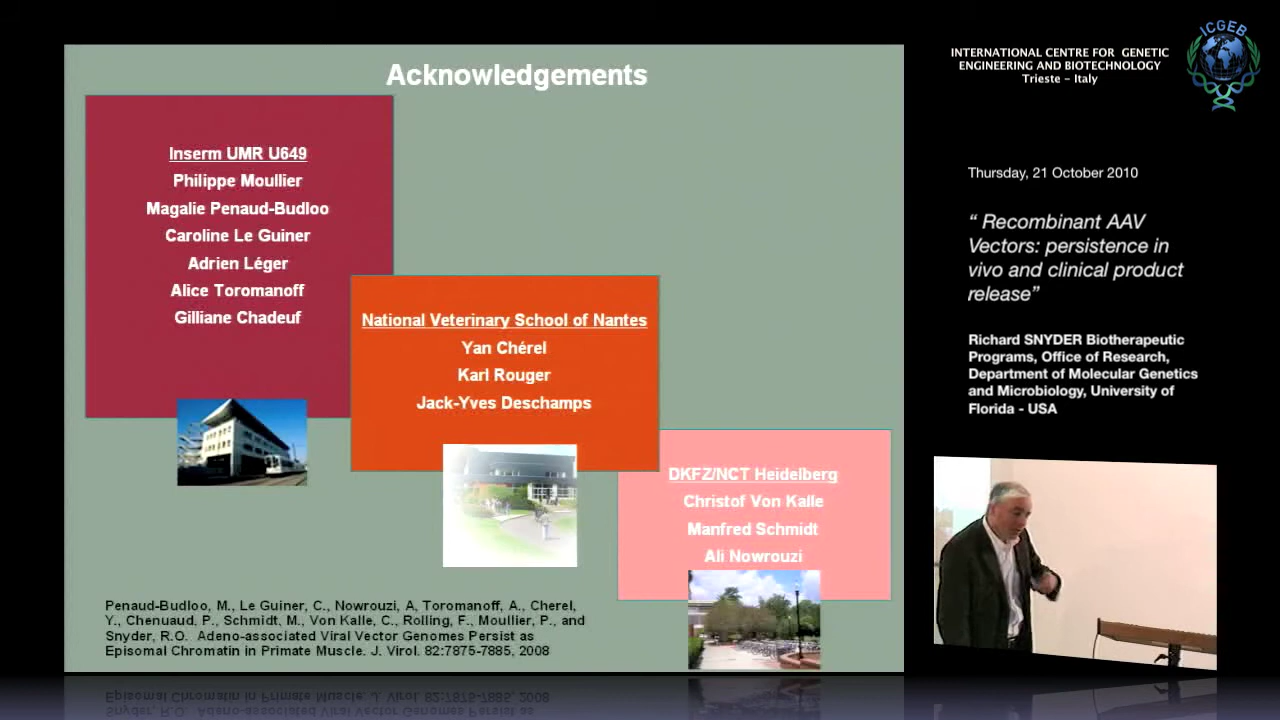 Acknowledgements
Inserm UMR U649
Philippe Moullier
Magalie Penaud-Budloo
Caroline Le Guiner
Adrien Léger
Alice Toromanoff
Gilliane Chadeuf
National Veterinary School of Nantes
Yan Chérel
Karl Rouger
Jack-Yves Deschamps
DKFZ/NCT Heidelberg
Christof Von Kalle
Manfred Schmidt
Ali Nowrouzi
Penaud-Budloo, M., Le Guiner, C., Nowrouzi, A, Toromanoff, A., Cherel,
Y., Chenuaud, P., Schmidt, M., Von Kalle, C., Rolling, F., Moullier, P., and
Snyder, R.O.  Adeno-associated Viral Vector Genomes Persist as
Episomal Chromatin in Primate Muscle. J. Virol. 82:7875-7885, 2008
INTERNATIONAL CENTRE FOR GENETIC
ENGINEERING AND BIOTECHNOLOGY
Trieste – Italy
ICGEB
Thursday, 21 October 2010
“ Recombinant AAV
Vectors: persistence in
vivo and clinical product
release”
Richard SNYDER Biotherapeutic
Programs, Office of Research,
Department of Molecular Genetics
and Microbiology, University of
Florida - USA